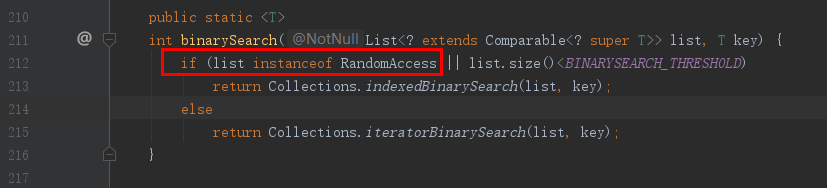 210 public static <T>
211 @ int binarySearch( @NotNull List<? extends Comparable<? super T>> list, T key) {
212 if (list instanceof RandomAccess || list.size()<BINARYSEARCH_THRESHOLD)
213 return Collections.indexedBinarySearch(list, key);
214 else
215 return Collections.iteratorBinarySearch(list, key);
216 }
217